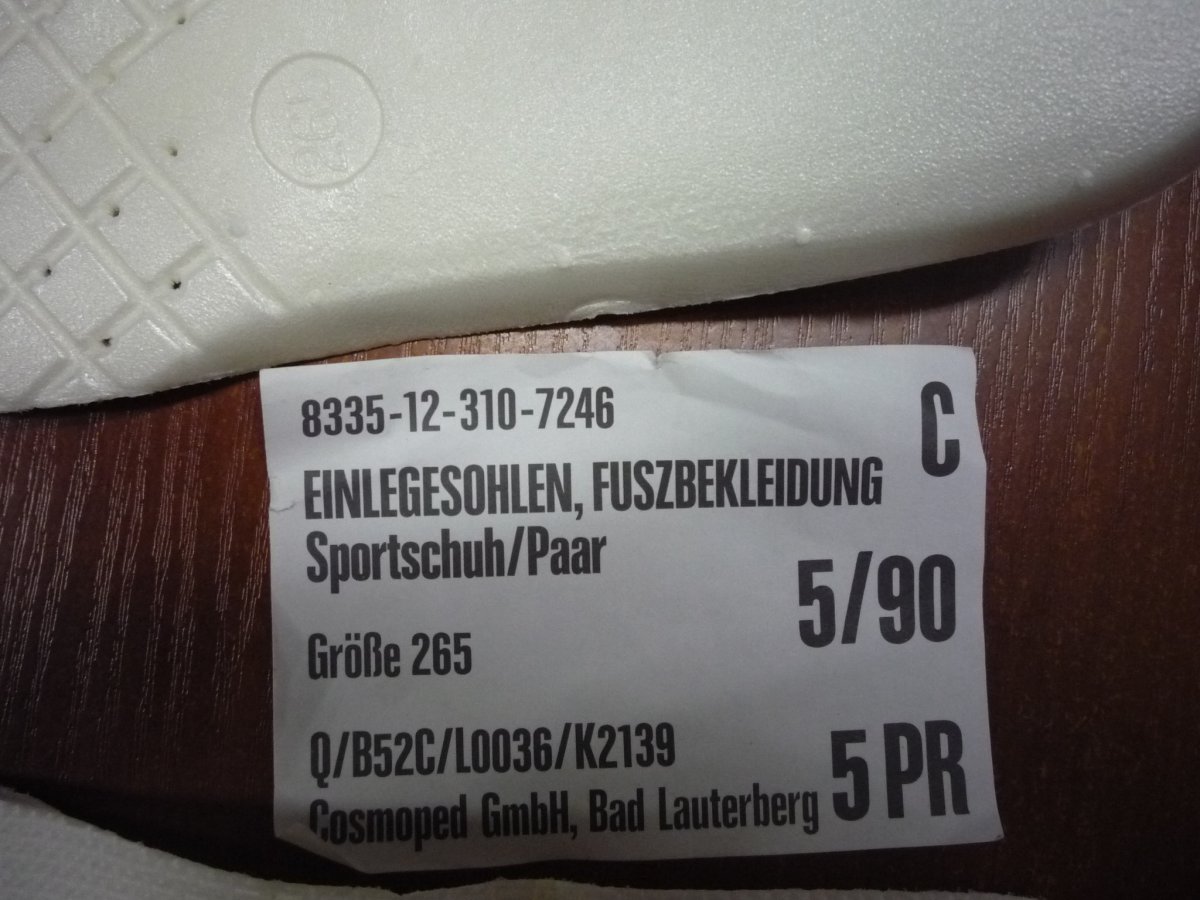 265
8335-12-310-7246
C
EINLEGESOHLEN, FUSZBEKLEIDUNG
Sportschuh/Paar
5/90
Größe 265
Q/B52C/L0036/K2139
5 PR
Cosmoped GmbH, Bad Lauterberg